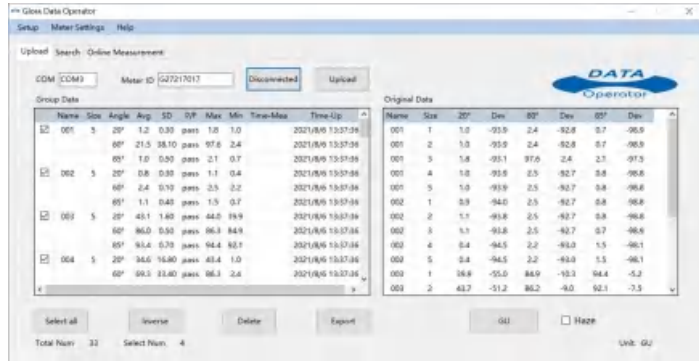 Gloss Data Operator
Setup Meter Settings Help
Upload Search Online Measurement
COM COM3 Meter ID G27217017 Disconnected Upload
DATA
Operator
Group Data
Original Data
Name Size Angle Avg. SD P/F Max Min Time-Mea Time-Up
001 5 20° 1.2 0.30 pass 1.8 1.0 2021/8/6 13:37:36
60° 21.5 38.10 pass 97.6 2.4 2021/8/6 13:37:36
85° 1.0 0.50 pass 2.1 0.7 2021/8/6 13:37:36
002 5 20° 0.8 0.30 pass 1.1 0.4 2021/8/6 13:37:36
60° 2.4 0.10 pass 2.5 2.2 2021/8/6 13:37:36
85° 1.1 0.40 pass 1.5 0.7 2021/8/6 13:37:36
003 5 20° 43.1 1.60 pass 44.0 39.9 2021/8/6 13:37:36
60° 86.0 0.50 pass 86.3 84.9 2021/8/6 13:37:36
85° 93.4 0.70 pass 94.4 92.1 2021/8/6 13:37:36
004 5 20° 34.6 16.80 pass 43.4 1.0 2021/8/6 13:37:36
60° 69.5 33.40 pass 86.3 2.4 2021/8/6 13:37:36
Name Size 20° Dev 60° Dev 85° Dev
001 1 1.0 -93.9 2.4 -92.8 0.7 -98.9
001 2 1.0 -93.9 2.4 -92.8 0.7 -98.9
001 3 1.8 -93.1 97.6 2.4 2.1 -97.5
001 4 1.0 -93.9 2.5 -92.7 0.8 -98.8
001 5 1.0 -93.9 2.5 -92.7 0.8 -98.8
002 1 0.9 -94.0 2.5 -92.7 0.8 -98.8
002 2 1.1 -93.8 2.5 -92.7 0.8 -98.8
002 3 1.1 -93.8 2.5 -92.7 0.7 -98.9
002 4 0.4 -94.5 2.2 -93.0 1.5 -98.1
002 5 0.4 -94.5 2.2 -93.0 1.5 -98.1
003 1 39.9 -55.0 84.9 -10.3 94.4 -5.2
003 2 43.7 -51.2 86.2 -9.0 92.1 -7.5
Select all Inverse Delete Export GU Haze
Total Num 33 Select Num 4 Unit: GU